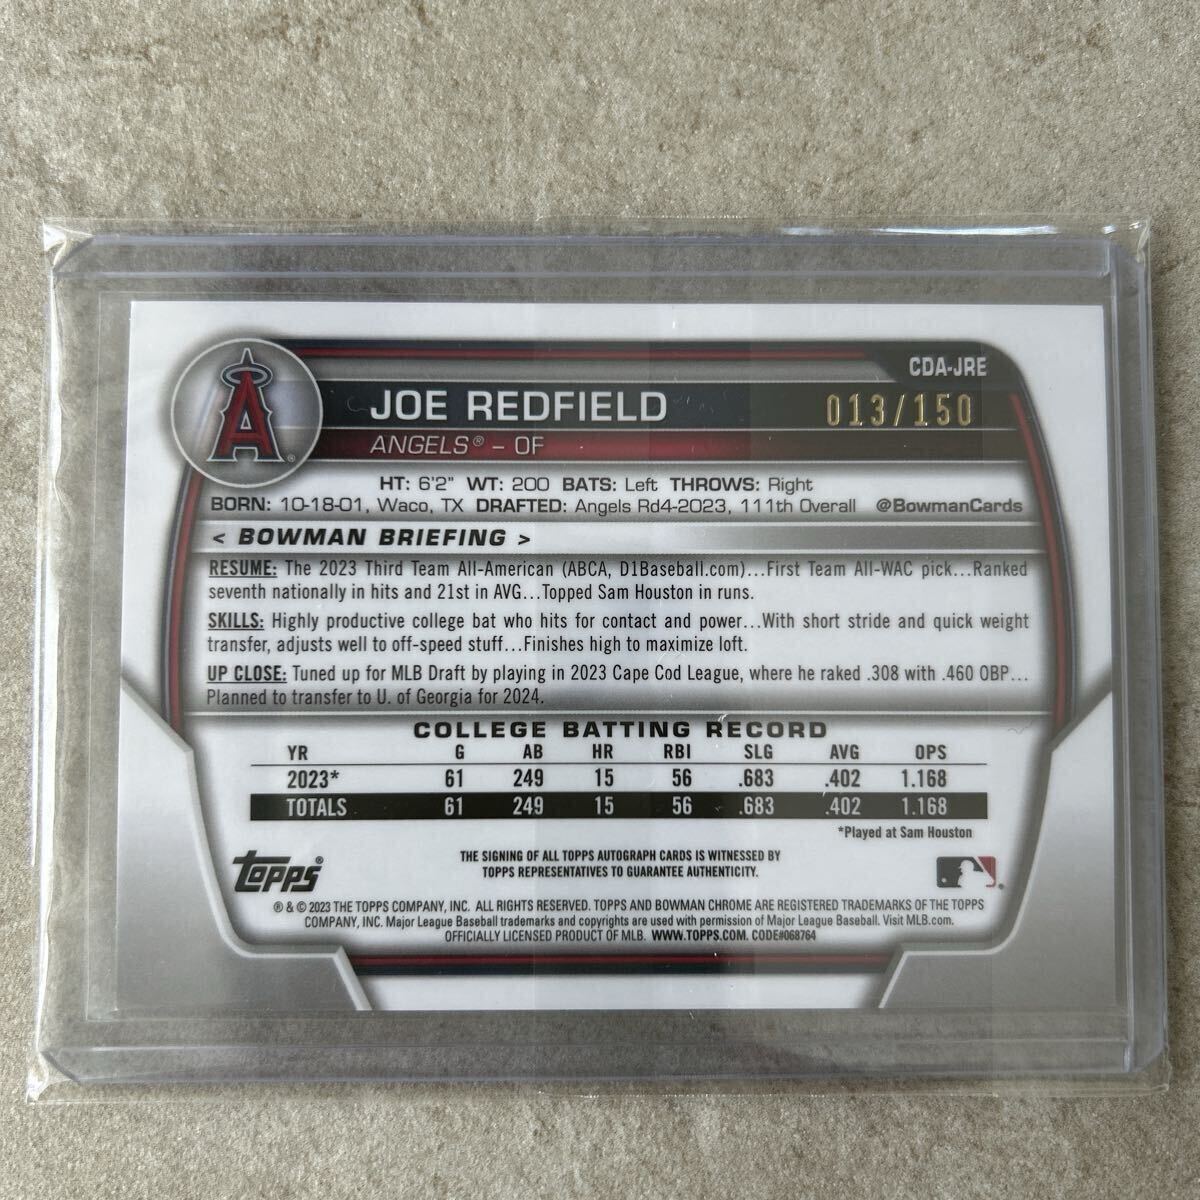 CDA-JRE
JOE REDFIELD 013/150
ANGELS® – OF
HT: 6'2" WT: 200 BATS: Left THROWS: Right
BORN: 10-18-01, Waco, TX DRAFTED: Angels Rd4-2023, 111th Overall @BowmanCards
< BOWMAN BRIEFING >
RESUME: The 2023 Third Team All-American (ABCA, D1Baseball.com)...First Team All-WAC pick...Ranked
seventh nationally in hits and 21st in AVG...Topped Sam Houston in runs.
SKILLS: Highly productive college bat who hits for contact and power...With short stride and quick weight
transfer, adjusts well to off-speed stuff...Finishes high to maximize loft.
UP CLOSE: Tuned up for MLB Draft by playing in 2023 Cape Cod League, where he raked .308 with .460 OBP...
Planned to transfer to U. of Georgia for 2024.
COLLEGE BATTING RECORD
YR G AB HR RBI SLG AVG OPS
2023* 61 249 15 56 .683 .402 1.168
TOTALS 61 249 15 56 .683 .402 1.168
*Played at Sam Houston
Topps®
THE SIGNING OF ALL TOPPS AUTOGRAPH CARDS IS WITNESSED BY
TOPPS REPRESENTATIVES TO GUARANTEE AUTHENTICITY.
® & © 2023 THE TOPPS COMPANY, INC. ALL RIGHTS RESERVED. TOPPS AND BOWMAN CHROME ARE REGISTERED TRADEMARKS OF THE TOPPS
COMPANY, INC. Major League Baseball trademarks and copyrights are used with permission of Major League Baseball. Visit MLB.com.
OFFICIALLY LICENSED PRODUCT OF MLB. WWW.TOPPS.COM. CODE#068764